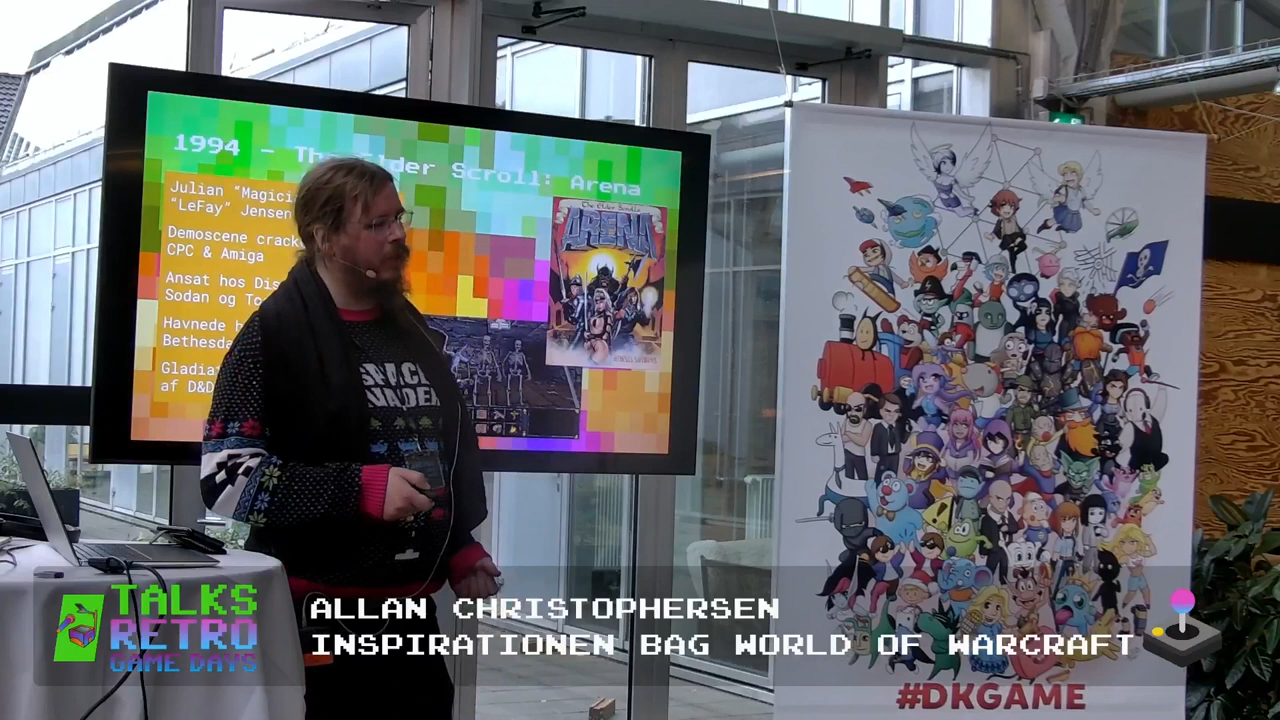 1994 - The Elder Scroll: Arena
Julian "Magici
"LeFay" Jensen
Demoscene crack
CPC & Amiga
Ansat hos Dis
Sodan og To
Havnede h
Bethesda
Gladia
af D&D
The Elder Scrolls
ARENA
SPACE
INVADER
TALKS
RETRO
GAME DAYS
ALLAN CHRISTOPHERSEN
INSPIRATIONEN BAG WORLD OF WARCRAFT
#DKGAME